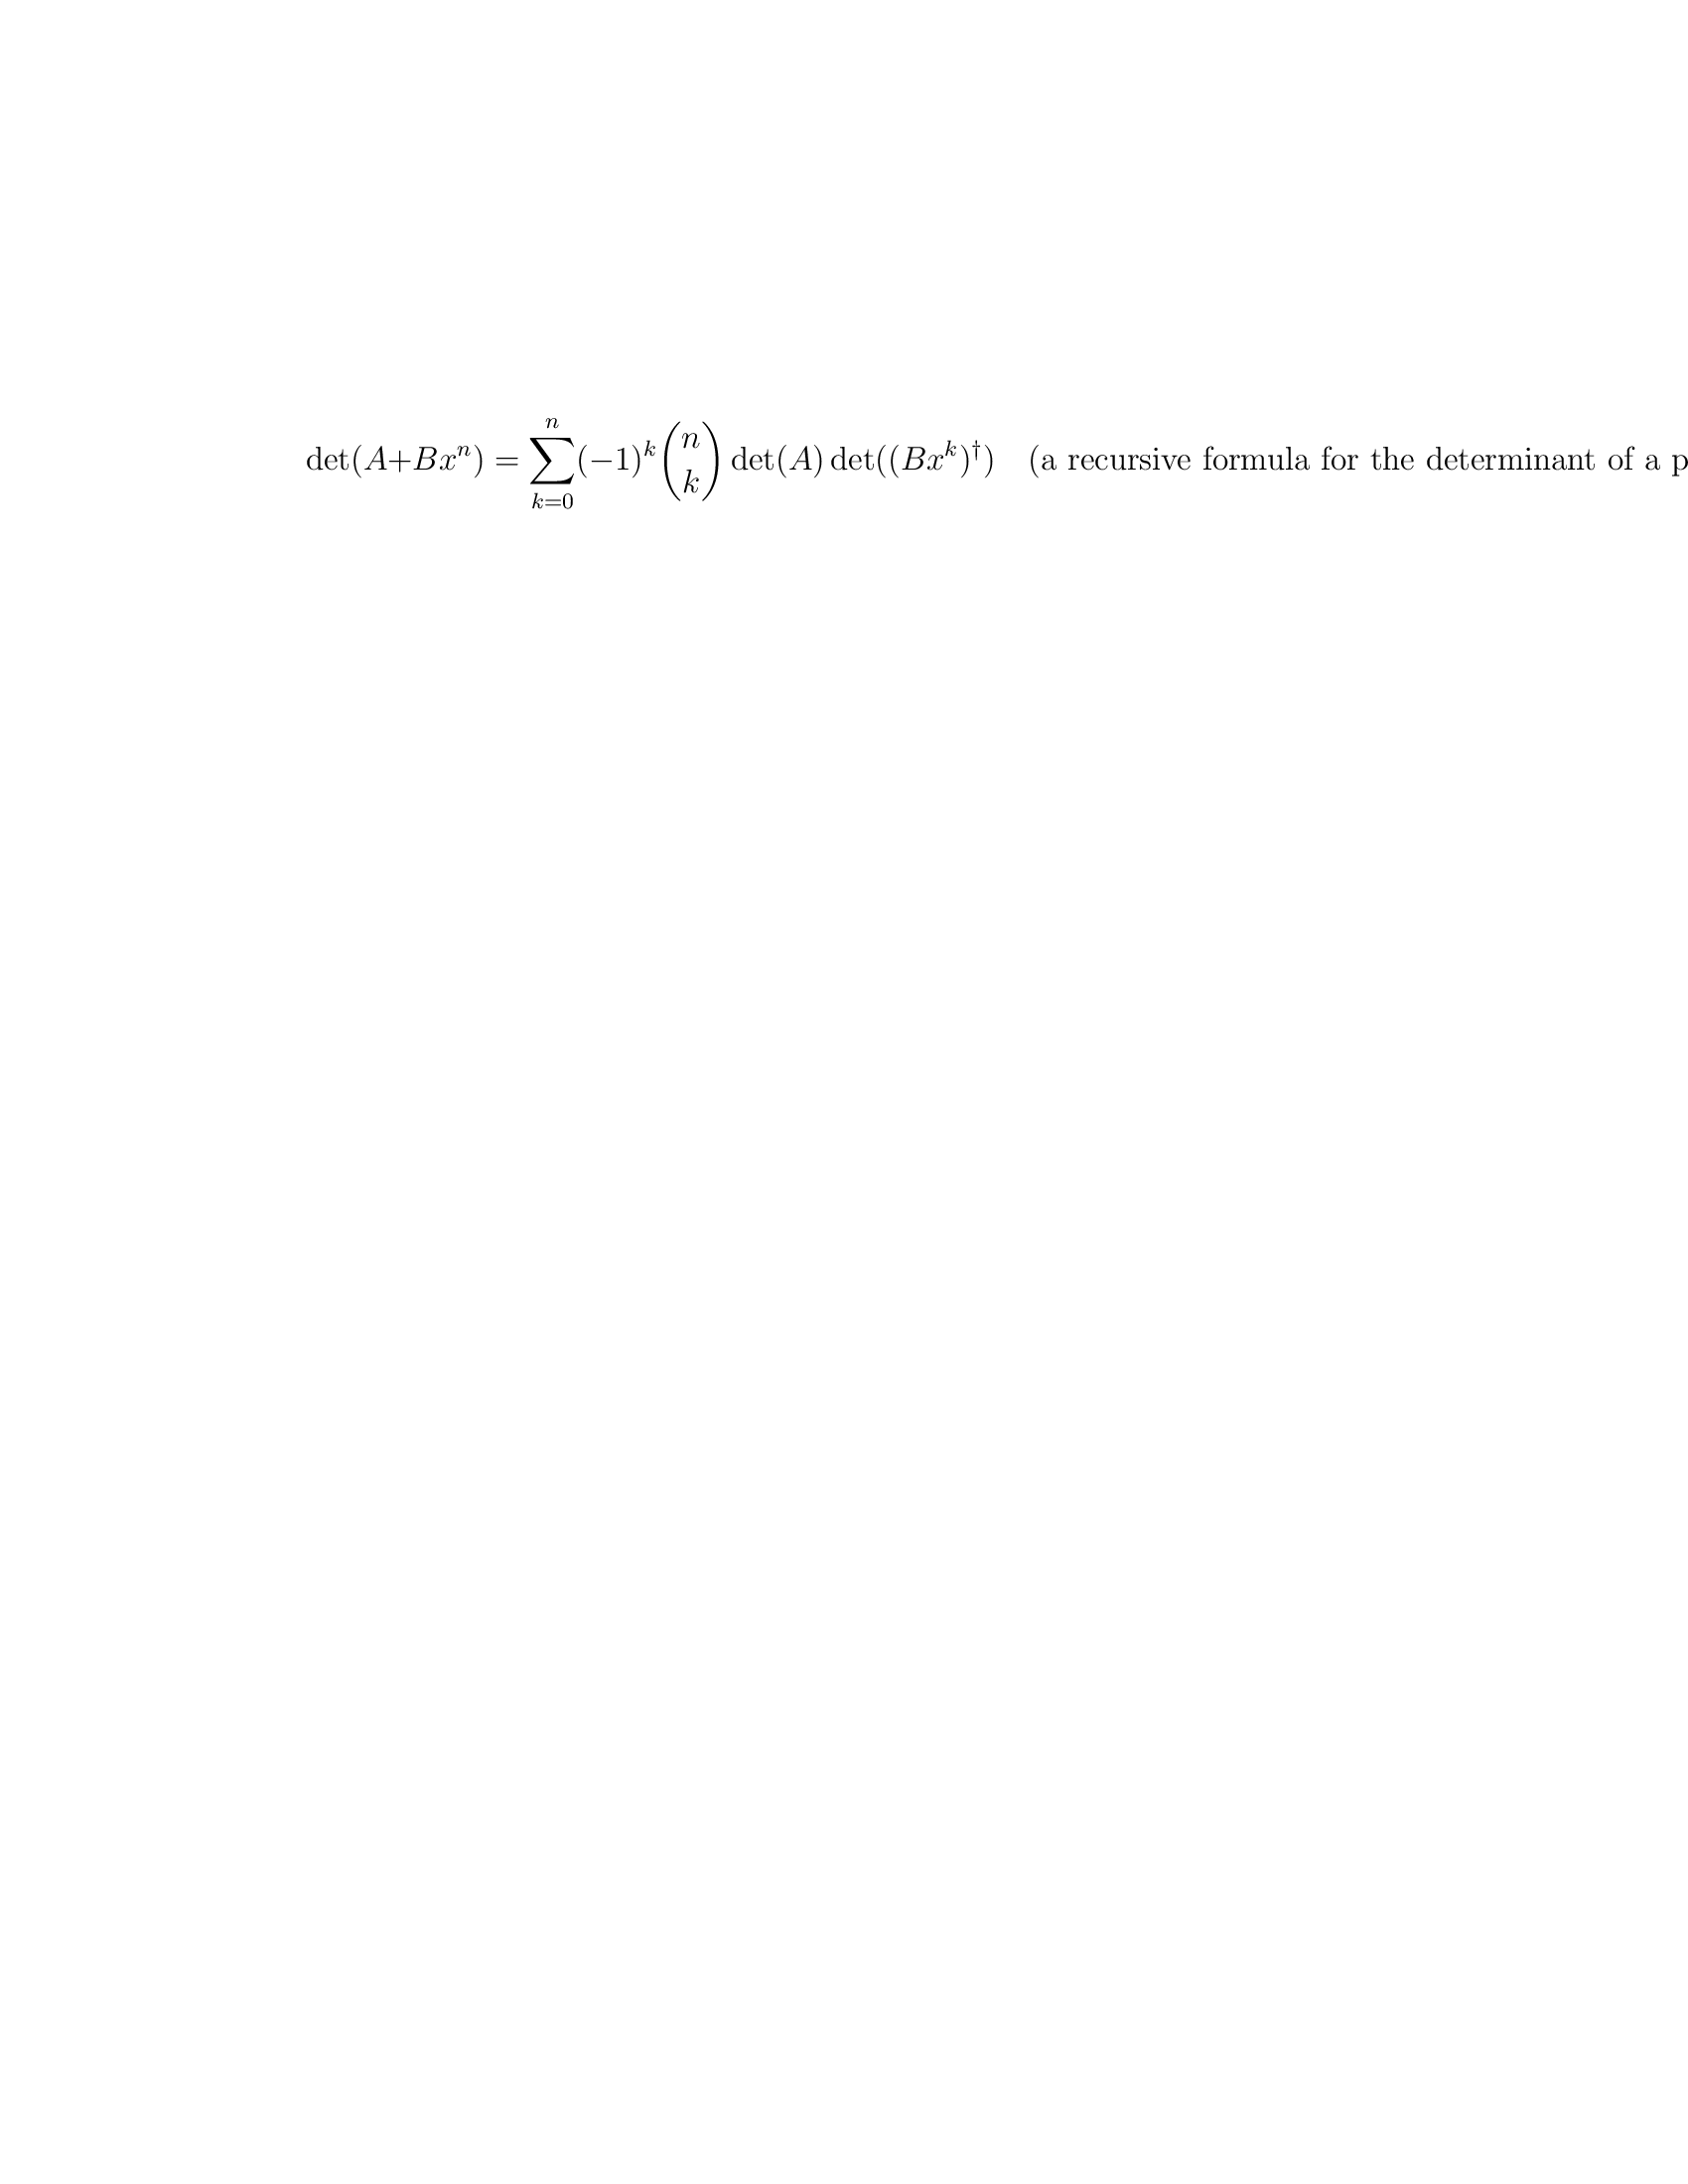 $\det(A+Bx^n) = \sum_{k=0}^{n} (-1)^k \binom{n}{k} \det(A) \det((Bx^k)^\dagger)$ (a recursive formula for the determinant of a p